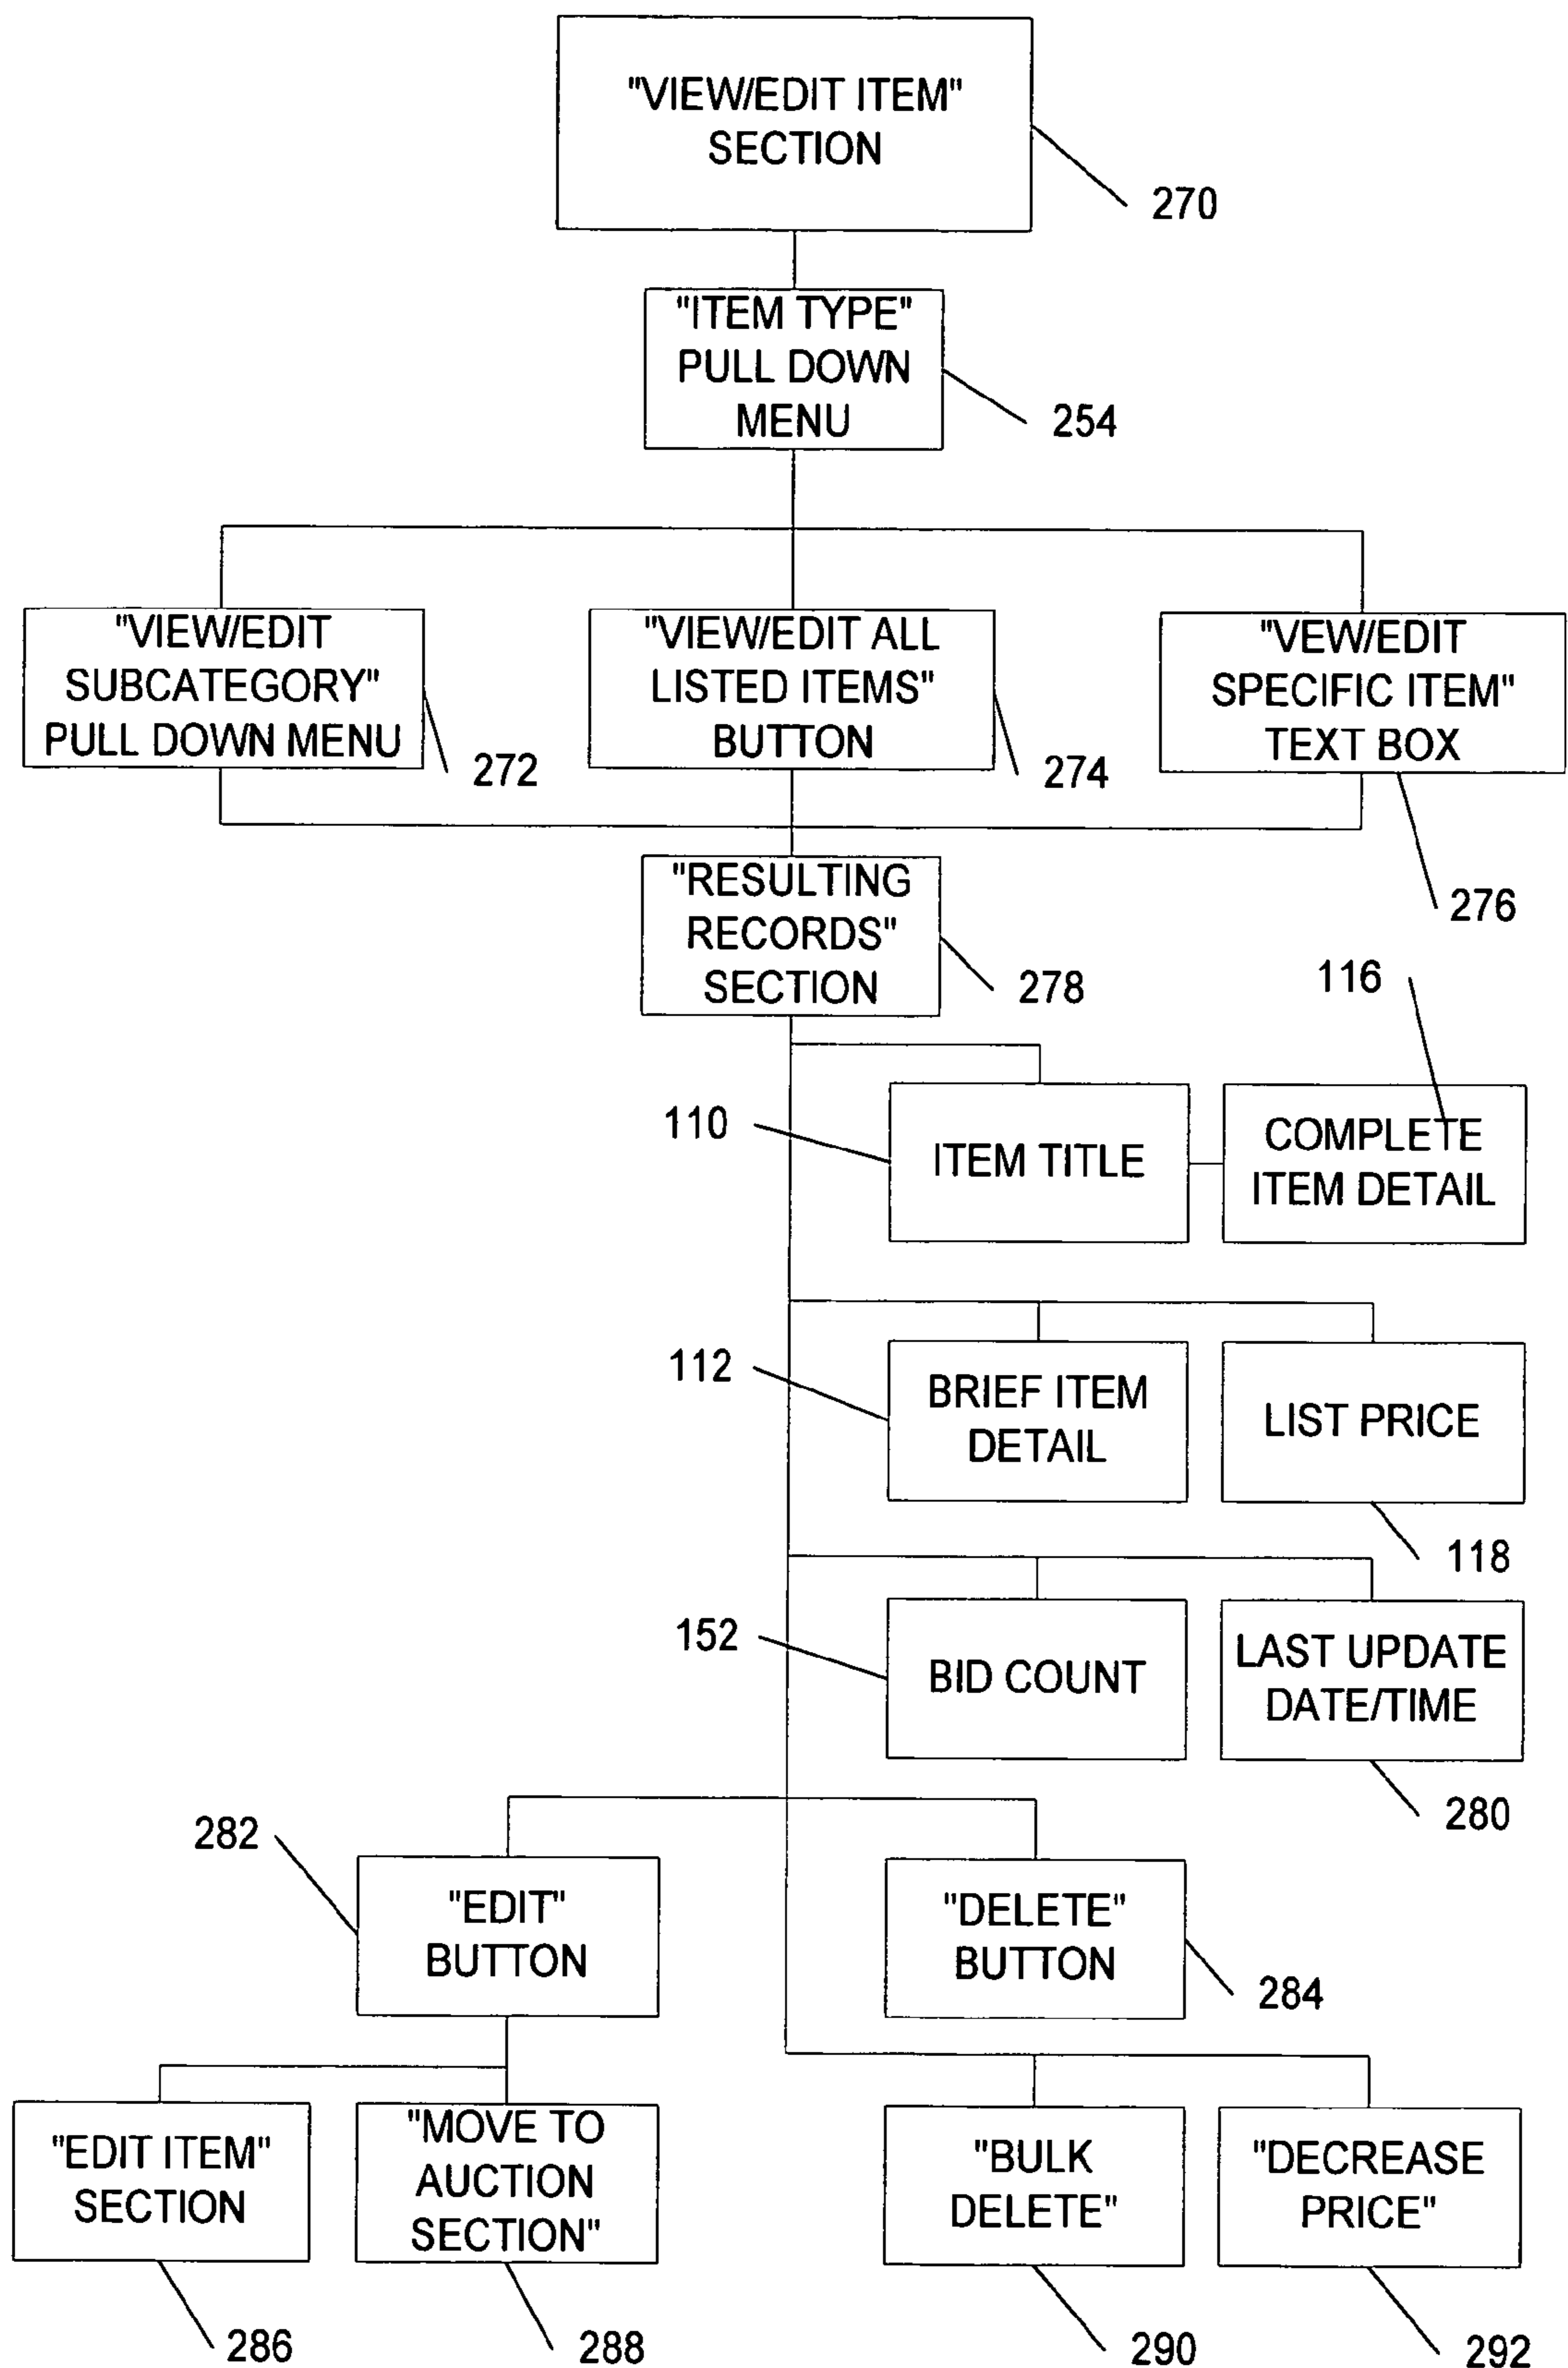 "VIEW/EDIT ITEM"
SECTION
270
"ITEM TYPE"
PULL DOWN
MENU
254
"VIEW/EDIT
SUBCATEGORY"
PULL DOWN MENU
272
"VIEW/EDIT ALL
LISTED ITEMS"
BUTTON
274
"VEW/EDIT
SPECIFIC ITEM"
TEXT BOX
276
"RESULTING
RECORDS"
SECTION
278
116
110
ITEM TITLE
COMPLETE
ITEM DETAIL
112
BRIEF ITEM
DETAIL
LIST PRICE
118
152
BID COUNT
LAST UPDATE
DATE/TIME
280
282
"EDIT"
BUTTON
"DELETE"
BUTTON
284
"EDIT ITEM"
SECTION
286
"MOVE TO
AUCTION
SECTION"
288
"BULK
DELETE"
290
"DECREASE
PRICE"
292